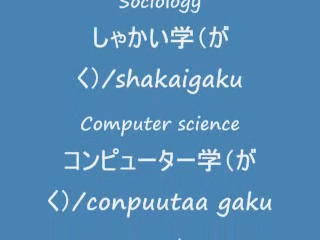 Sociology
しゃかい学(が
く)/shakaigaku
Computer science
コンピューター学(が
く)/conpuutaa gaku